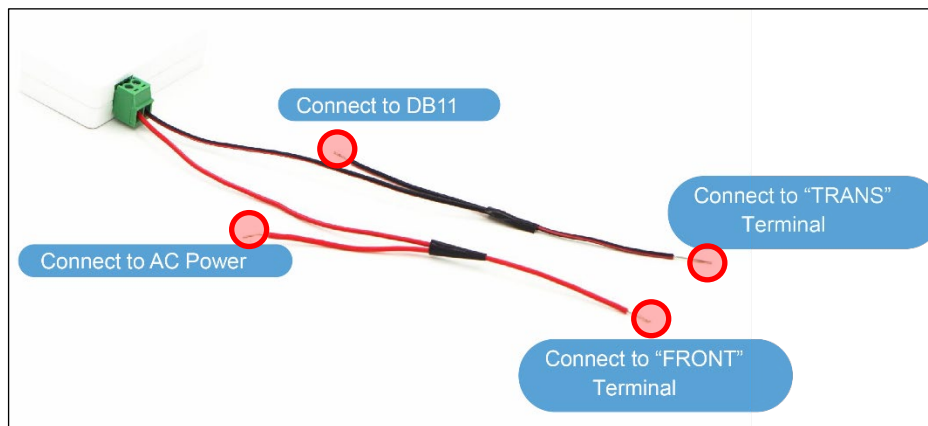 Connect to DB11
Connect to “TRANS”
Terminal
Connect to AC Power
Connect to “FRONT”
Terminal